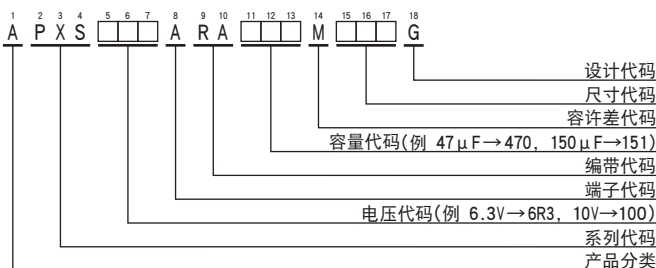 1 2 3 4 5 6 7 8 9 10 11 12 13 14 15 16 17 18
A P X S □□□ A R A □□□ M □□□ G
设计代码
尺寸代码
容许差代码
容量代码(例 47μF→470, 150μF→151)
编带代码
端子代码
电压代码(例 6.3V→6R3, 10V→100)
系列代码
产品分类